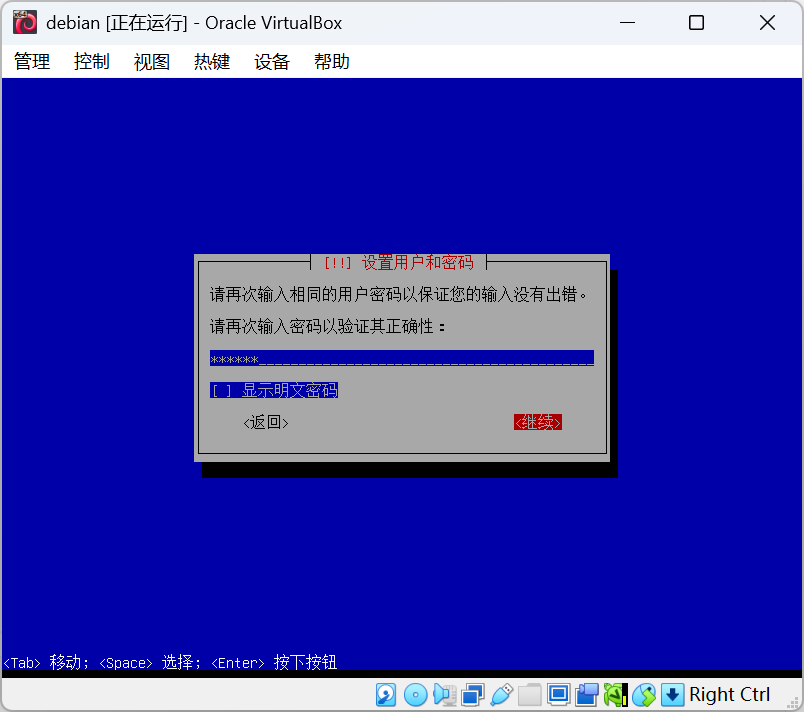 debian [正在运行] - Oracle VirtualBox
管理 控制 视图 热键 设备 帮助
[!!] 设置用户和密码
请再次输入相同的用户密码以保证您的输入没有出错。
请再次输入密码以验证其正确性：
******
[ ] 显示明文密码
<返回> <继续>
<Tab> 移动; <Space> 选择; <Enter> 按下按钮
Right Ctrl